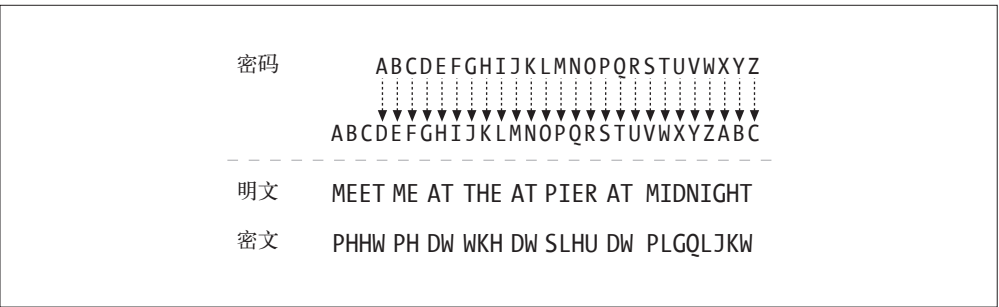 密码 ABCDEFGHIJKLMNOPQRSTUVWXYZ
ABCDEFGHIJKLMNOPQRSTUVWXYZABC
明文 MEET ME AT THE AT PIER AT MIDNIGHT
密文 PHHW PH DW WKH DW SLHU DW PLGQLJKW